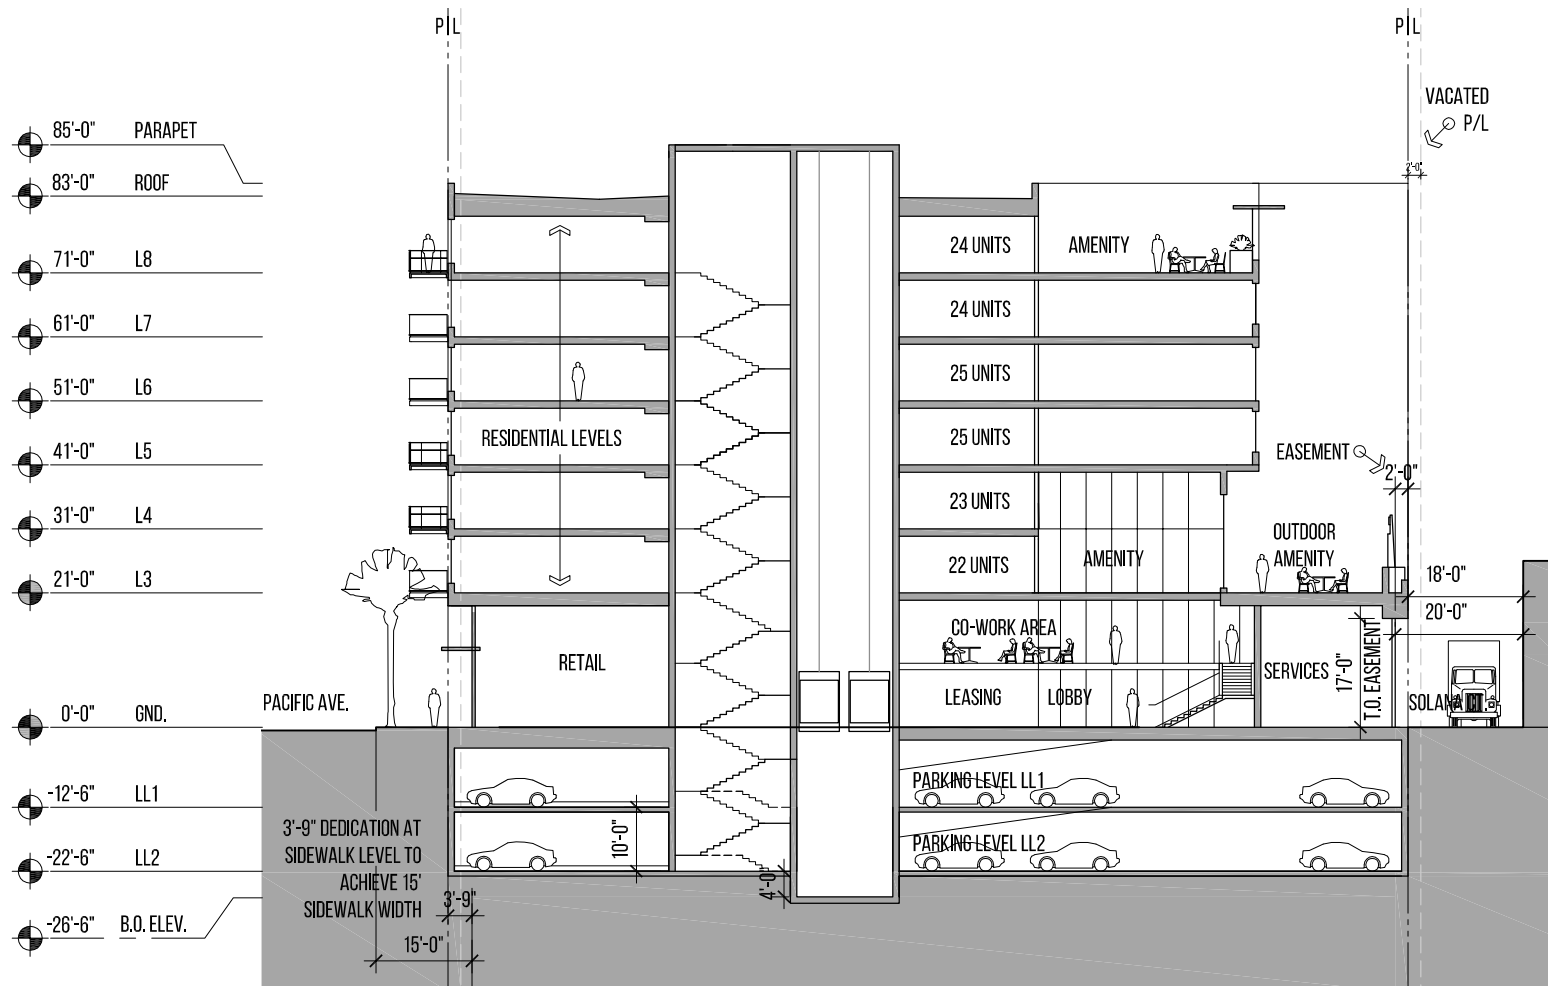 P|L
P|L
VACATED
P/L
2'-0"
85'-0" PARAPET
83'-0" ROOF
71'-0" L8
61'-0" L7
51'-0" L6
41'-0" L5
31'-0" L4
21'-0" L3
0'-0" GND.
-12'-6" LL1
-22'-6" LL2
-26'-6" B.O. ELEV.
24 UNITS
AMENITY
24 UNITS
25 UNITS
RESIDENTIAL LEVELS
25 UNITS
EASEMENT
2'-0"
23 UNITS
22 UNITS
AMENITY
OUTDOOR
AMENITY
18'-0"
20'-0"
CO-WORK AREA
RETAIL
LEASING
LOBBY
SERVICES
17'-0"
T.O. EASEMENT
PACIFIC AVE.
PARKING LEVEL LL1
PARKING LEVEL LL2
10'-0"
4'-0"
3'-9" DEDICATION AT
SIDEWALK LEVEL TO
ACHIEVE 15'
SIDEWALK WIDTH
3'-9"
15'-0"